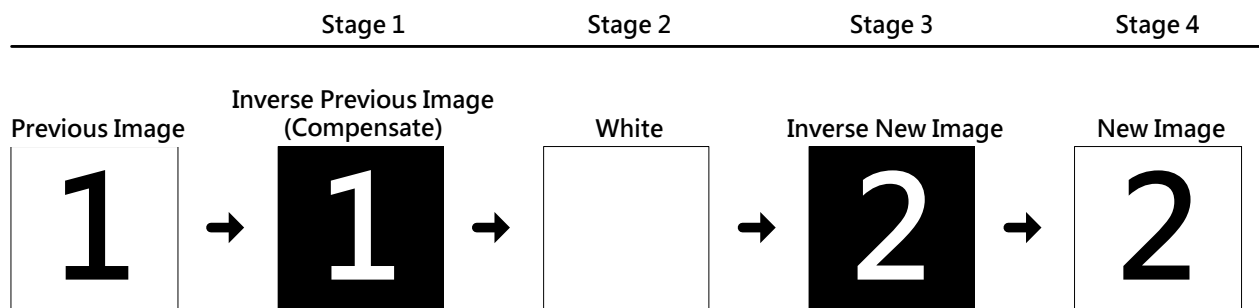 Stage 1 Stage 2 Stage 3 Stage 4
Inverse Previous Image
Previous Image (Compensate) White Inverse New Image New Image
1 1 2 2